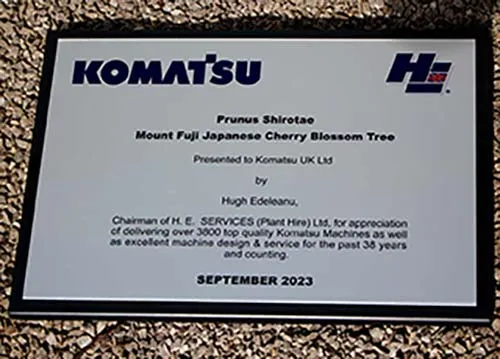 KOMATSU HE
Prunus Shirotae
Mount Fuji Japanese Cherry Blossom Tree
Presented to Komatsu UK Ltd
by
Hugh Edeleanu,
Chairman of H. E. SERVICES (Plant Hire) Ltd, for appreciation
of delivering over 3800 top quality Komatsu Machines as well
as excellent machine design & service for the past 38 years
and counting.
SEPTEMBER 2023